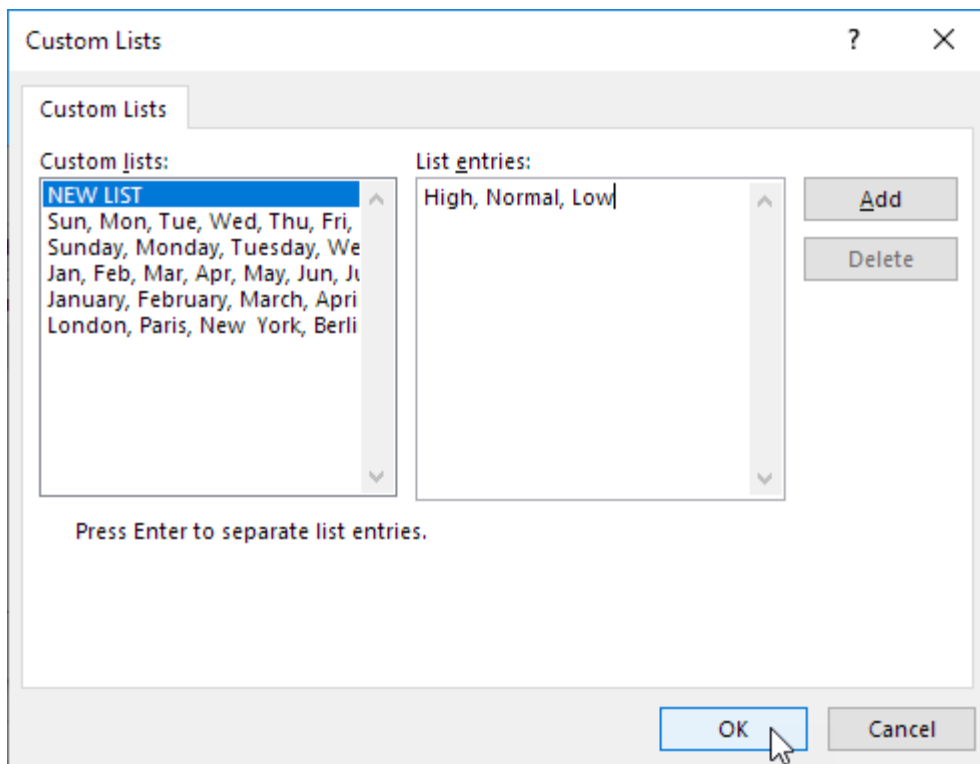 Custom Lists
?
Custom Lists
Custom lists:
List entries:
NEW LIST
Sun, Mon, Tue, Wed, Thu, Fri,
Sunday, Monday, Tuesday, We
Jan, Feb, Mar, Apr, May, Jun, Ju
January, February, March, Apri
London, Paris, New York, Berli
High, Normal, Low
Add
Delete
Press Enter to separate list entries.
OK
Cancel